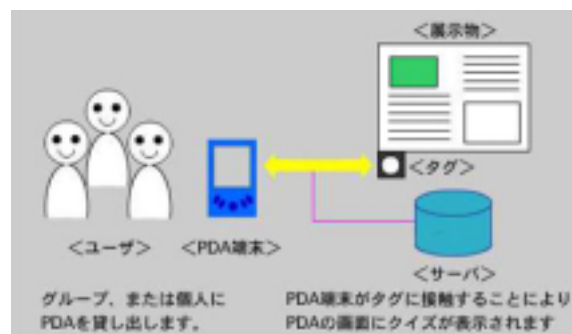 <展示物>
<タグ>
<ユーザ>
<PDA端末>
<サーバ>
グループ、または個人に
PDAを貸し出します。
PDA端末がタグに接触することにより
PDAの画面にクイズが表示されます